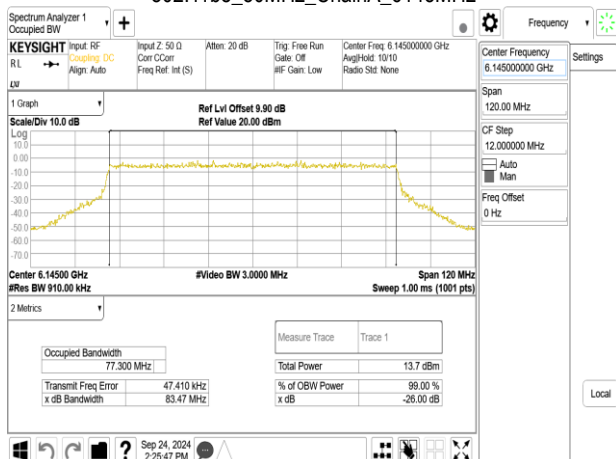 Spectrum Analyzer 1
Occupied BW
Frequency
KEYSIGHT
RL
LXI
Input: RF
Coupling: DC
Align: Auto
Input Z: 50 Ω
Corr CCorr
Freq Ref: Int (S)
Atten: 20 dB
Trig: Free Run
Gate: Off
#IF Gain: Low
Center Freq: 6.145000000 GHz
Avg|Hold: 10/10
Radio Std: None
Center Frequency
6.145000000 GHz
Settings
Span
120.00 MHz
CF Step
12.000000 MHz
Auto
Man
Freq Offset
0 Hz
Local
1 Graph
Scale/Div 10.0 dB
Ref Lvl Offset 9.90 dB
Ref Value 20.00 dBm
Log
10.0
0.00
-10.0
-20.0
-30.0
-40.0
-50.0
-60.0
-70.0
Center 6.14500 GHz
#Res BW 910.00 kHz
#Video BW 3.0000 MHz
Span 120 MHz
Sweep 1.00 ms (1001 pts)
2 Metrics
Occupied Bandwidth
77.300 MHz
Transmit Freq Error 47.410 kHz
x dB Bandwidth 83.47 MHz
Measure Trace Trace 1
Total Power 13.7 dBm
% of OBW Power 99.00 %
x dB -26.00 dB
?
Sep 24, 2024
2:25:47 PM